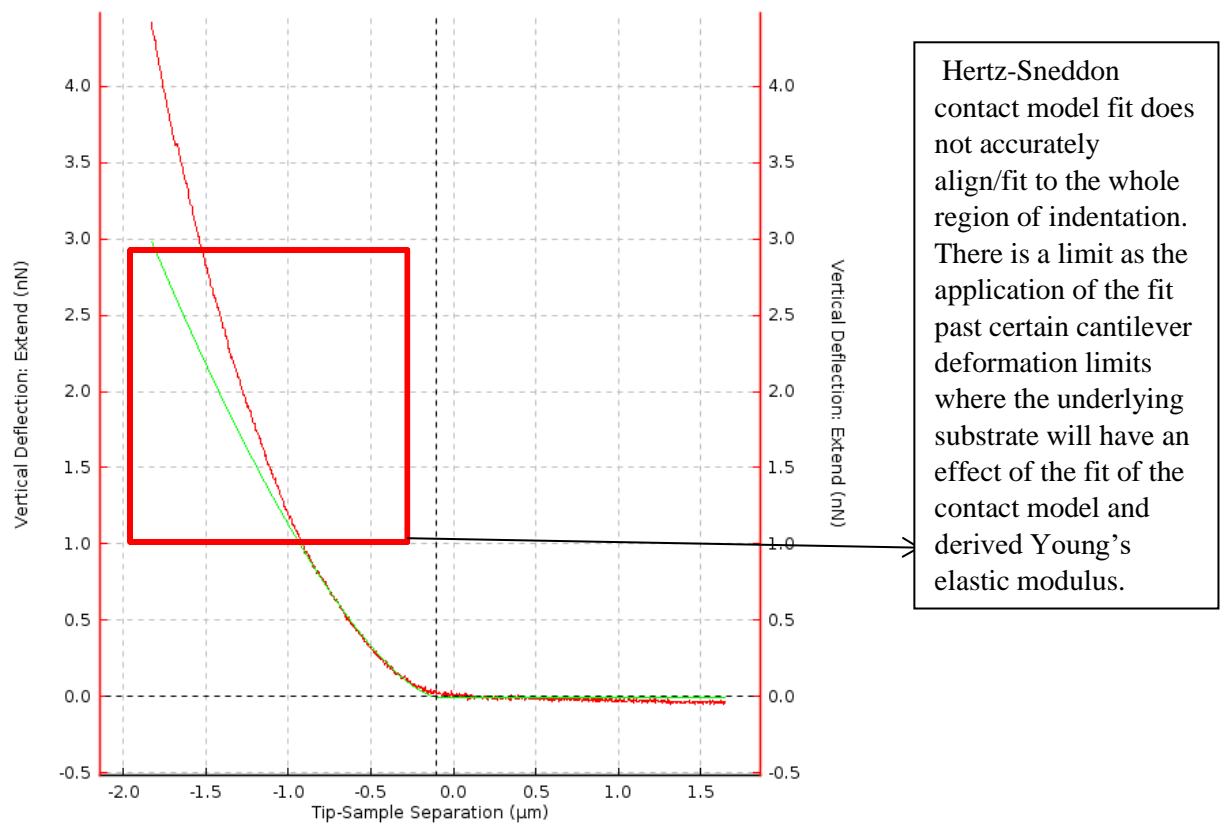 4.0
3.5
3.0
2.5
2.0
1.5
1.0
0.5
0.0
-0.5
Vertical Deflection: Extend (nN)
-2.0 -1.5 -1.0 -0.5 0.0 0.5 1.0 1.5
Tip-Sample Separation (µm)
4.0
3.5
3.0
2.5
2.0
1.5
1.0
0.5
0.0
-0.5
Vertical Deflection: Extend (nN)
Hertz-Sneddon
contact model fit does
not accurately
align/fit to the whole
region of indentation.
There is a limit as the
application of the fit
past certain cantilever
deformation limits
where the underlying
substrate will have an
effect of the fit of the
contact model and
derived Young’s
elastic modulus.